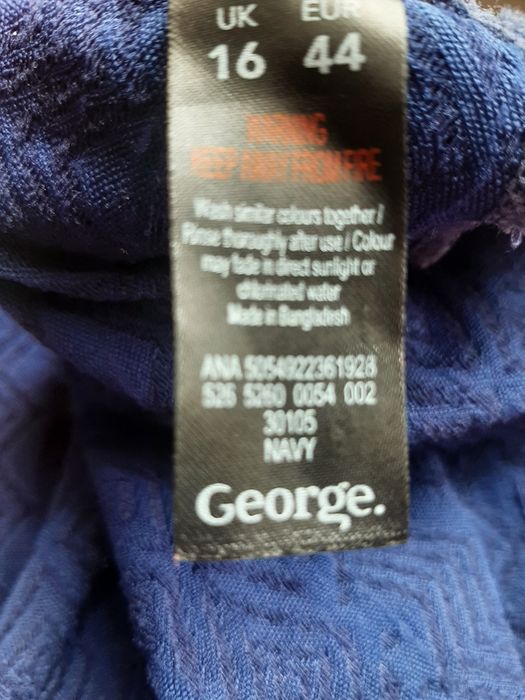 UK EUR
16 44
WARNING
KEEP AWAY FROM FIRE
Wash similar colours together /
Rinse thoroughly after use / Colour
may fade in direct sunlight or
chlorinated water
Made in Bangladesh
ANA 5054922361928
526 5260 0054 002
30105
NAVY
George.